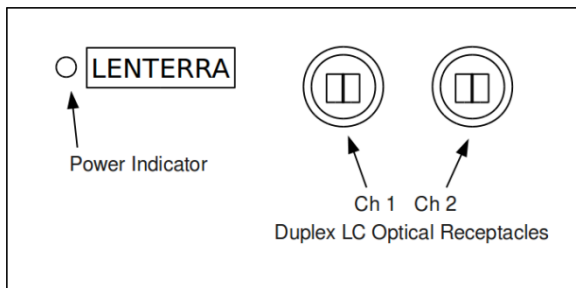 LENTERRA
Power Indicator
Ch 1 Ch 2
Duplex LC Optical Receptacles